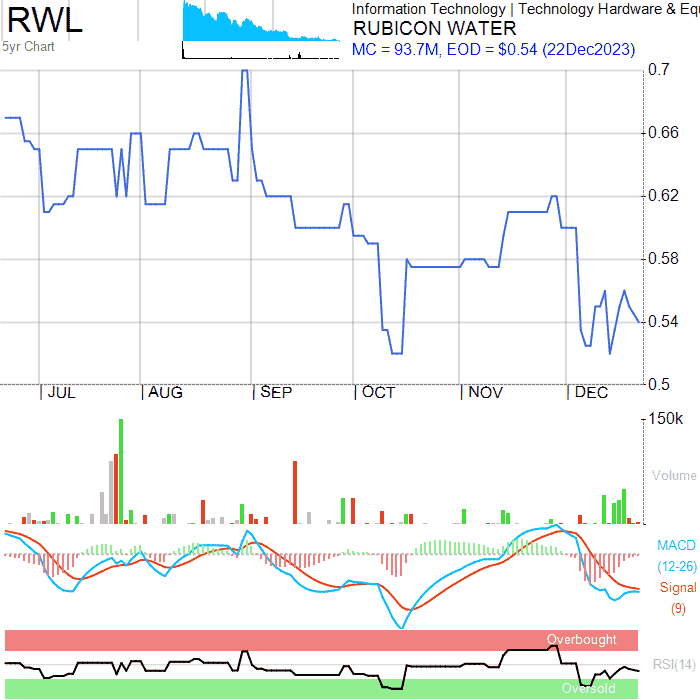 RWL
5yr Chart
Information Technology | Technology Hardware & Equ
RUBICON WATER
MC = 93.7M, EOD = $0.54 (22Dec2023)
0.7
0.66
0.62
0.58
0.54
0.5
JUL AUG SEP OCT NOV DEC
150k
Volume
MACD
(12-26)
Signal
(9)
Overbought
RSI(14)
Oversold